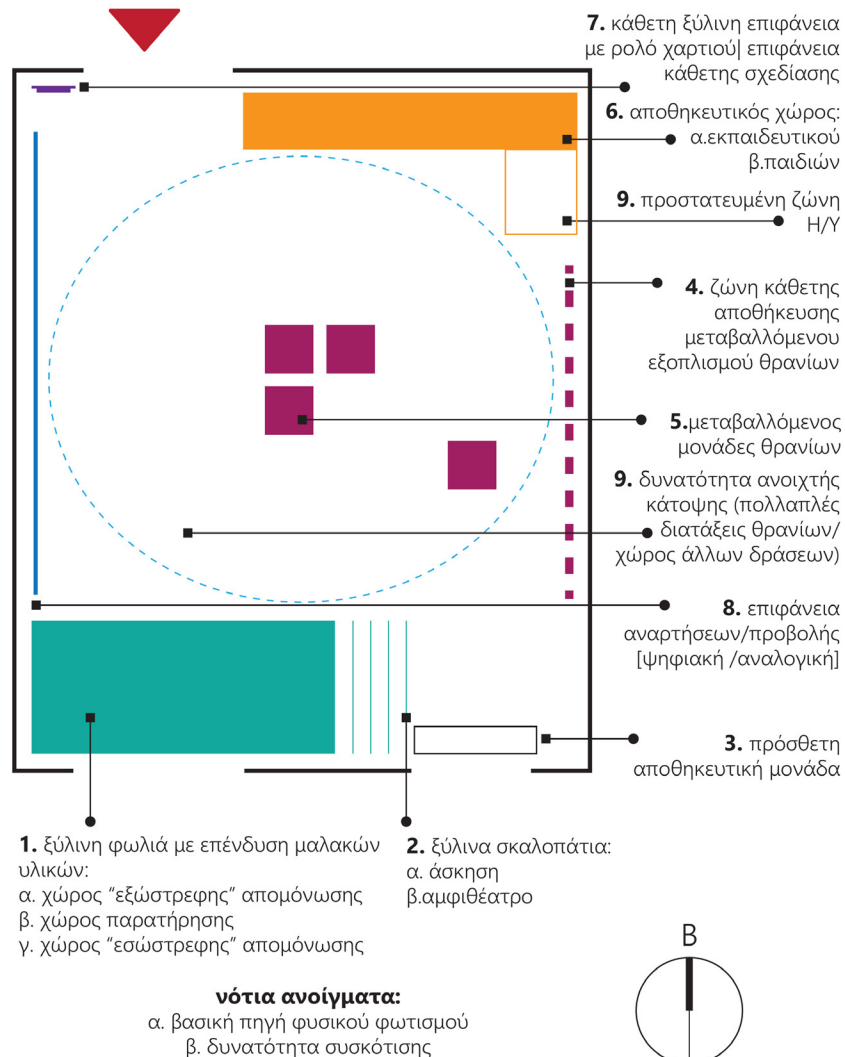 7. κάθετη ξύλινη επιφάνεια
με ρολό χαρτιού| επιφάνεια
κάθετης σχεδίασης
6. αποθηκευτικός χώρος:
α.εκπαιδευτικού
β.παιδιών
9. προστατευμένη ζώνη
Η/Υ
4. ζώνη κάθετης
αποθήκευσης
μεταβαλλόμενου
εξοπλισμού θρανίων
5.μεταβαλλόμενος
μονάδες θρανίων
9. δυνατότητα ανοιχτής
κάτοψης (πολλαπλές
διατάξεις θρανίων/
χώρος άλλων δράσεων)
8. επιφάνεια
αναρτήσεων/προβολής
[ψηφιακή /αναλογική]
3. πρόσθετη
αποθηκευτική μονάδα
1. ξύλινη φωλιά με επένδυση μαλακών
υλικών:
α. χώρος “εξώστρεφης” απομόνωσης
β. χώρος παρατήρησης
γ. χώρος “εσώστρεφης” απομόνωσης
2. ξύλινα σκαλοπάτια:
α. άσκηση
β.αμφιθέατρο
Β
νότια ανοίγματα:
α. βασική πηγή φυσικού φωτισμού
β. δυνατότητα συσκότισης